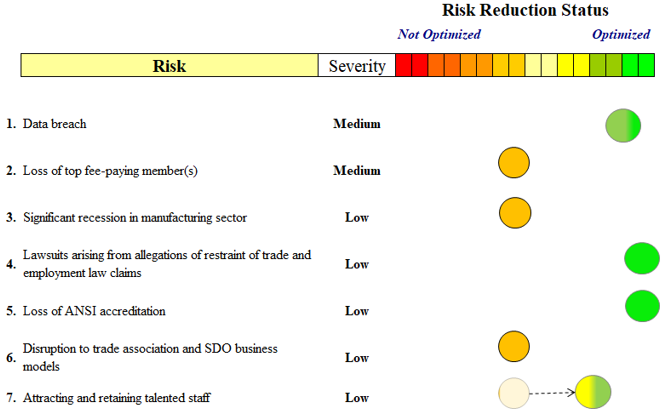 Risk Reduction Status
Not Optimized Optimized
Risk Severity
1. Data breach Medium
2. Loss of top fee-paying member(s) Medium
3. Significant recession in manufacturing sector Low
4. Lawsuits arising from allegations of restraint of trade and
employment law claims Low
5. Loss of ANSI accreditation Low
6. Disruption to trade association and SDO business
models Low
7. Attracting and retaining talented staff Low